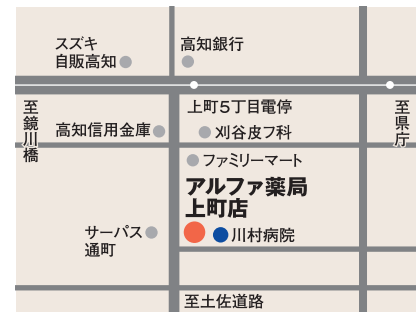 スズキ
自販高知
高知銀行
至鏡川橋
上町5丁目電停
至県庁
高知信用金庫
刈谷皮フ科
ファミリーマート
アルファ薬局
上町店
サーパス
通町
川村病院
至土佐道路